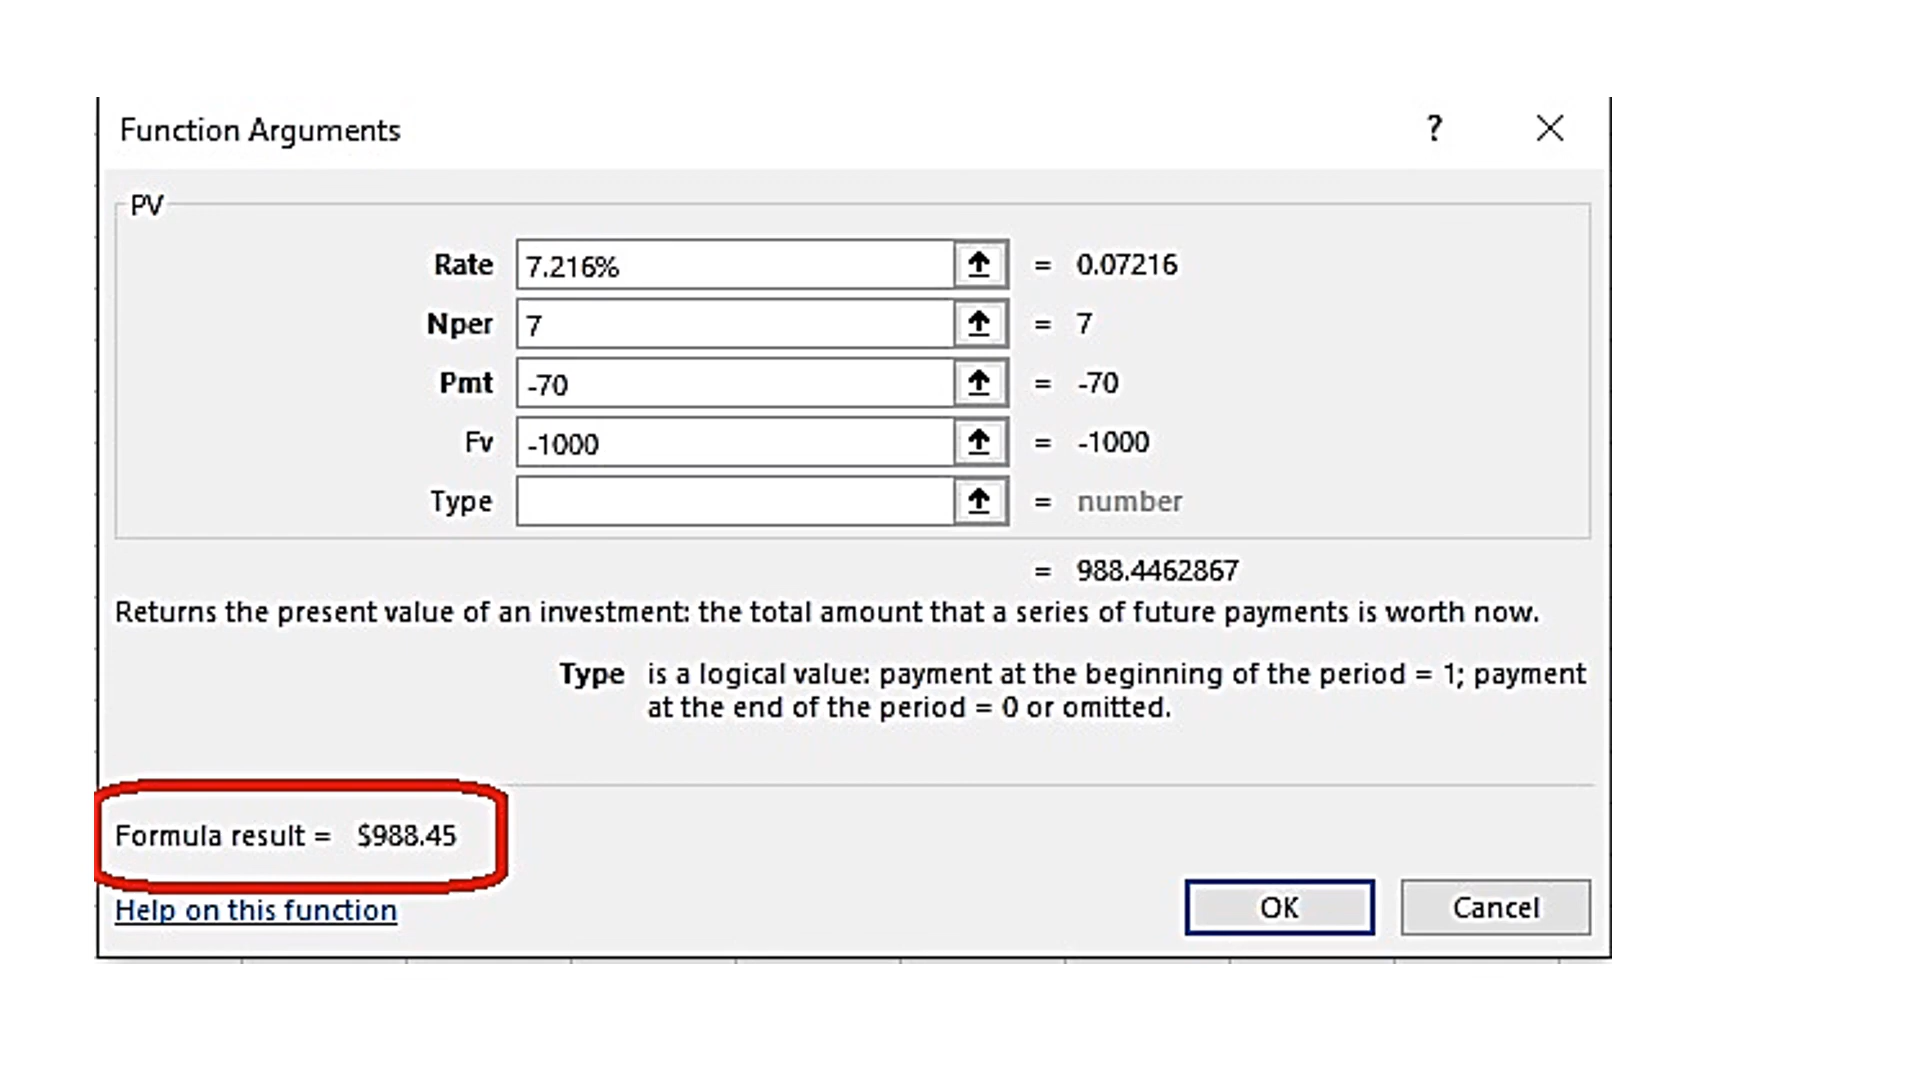 Function Arguments ?
PV
Rate 7.216% = 0.07216
Nper 7 = 7
Pmt -70 = -70
Fv -1000 = -1000
Type = number
= 988.4462867
Returns the present value of an investment: the total amount that a series of future payments is worth now.
Type is a logical value: payment at the beginning of the period = 1; payment
at the end of the period = 0 or omitted.
Formula result = $988.45
Help on this function
OK Cancel